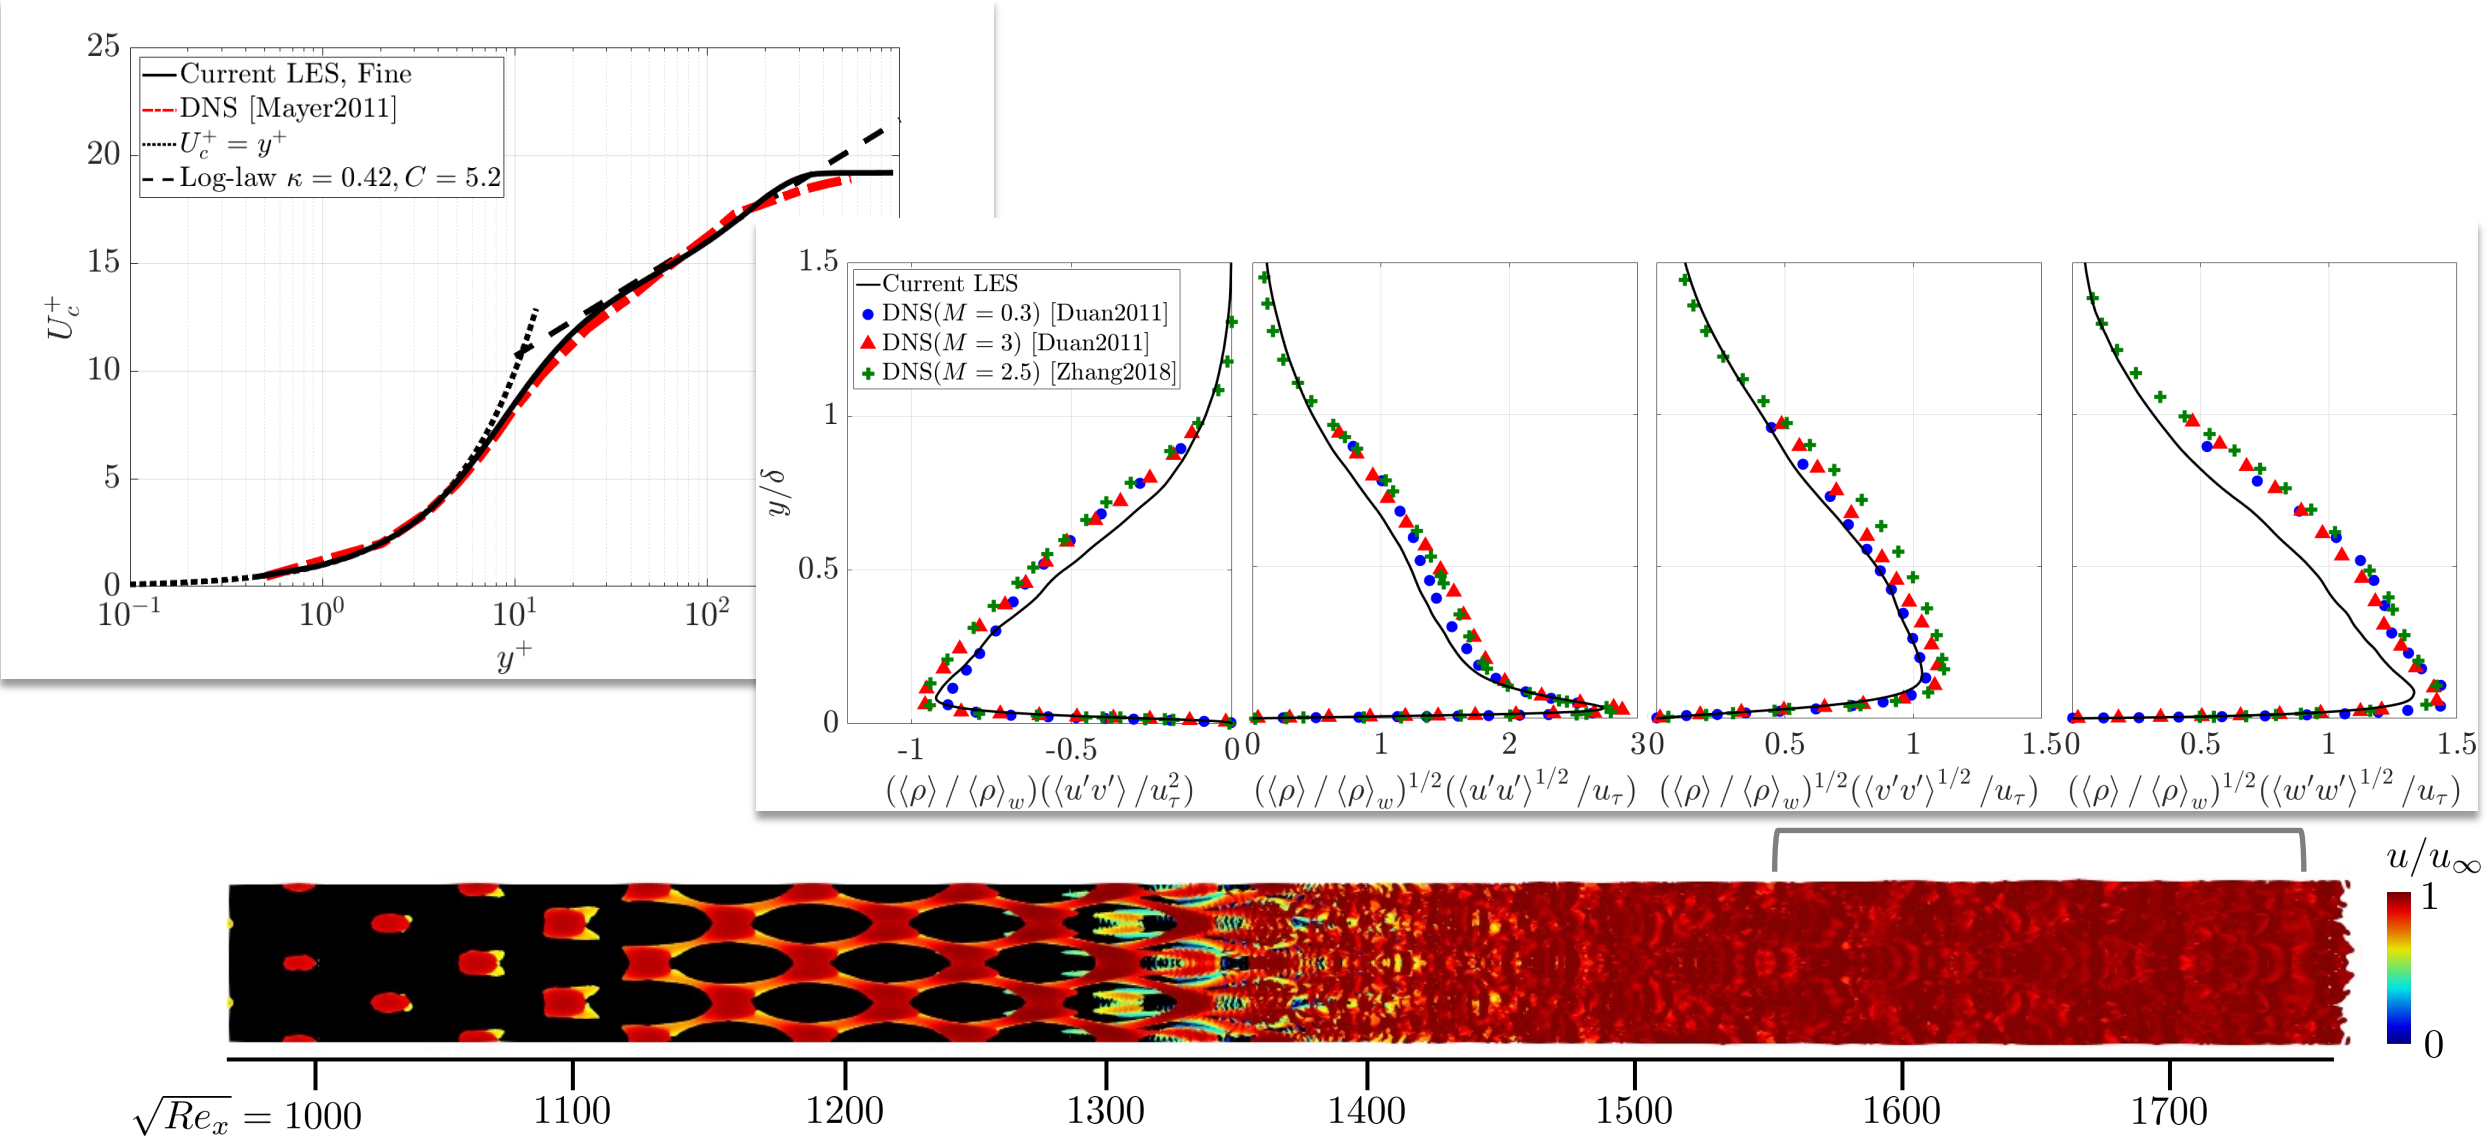 25
20
15
10
5
0
U_c^+
Current LES, Fine
DNS [Mayer2011]
U_c^+ = y^+
Log-law κ = 0.42, C = 5.2
10^{-1} 10^0 10^1 10^2
y^+
1.5
1
0.5
0
y/δ
Current LES
DNS(M = 0.3) [Duan2011]
DNS(M = 3) [Duan2011]
DNS(M = 2.5) [Zhang2018]
-1 -0.5 0
0 1 2 3
0 0.5 1 1.5
0 0.5 1 1.5
(⟨ρ⟩ / ⟨ρ⟩_w)(⟨u′v′⟩ /u_τ^2)
(⟨ρ⟩ / ⟨ρ⟩_w)^{1/2}(⟨u′u′⟩^{1/2} /u_τ)
(⟨ρ⟩ / ⟨ρ⟩_w)^{1/2}(⟨v′v′⟩^{1/2} /u_τ)
(⟨ρ⟩ / ⟨ρ⟩_w)^{1/2}(⟨w′w′⟩^{1/2} /u_τ)
u/u_∞
1
0
√Re_x = 1000 1100 1200 1300 1400 1500 1600 1700